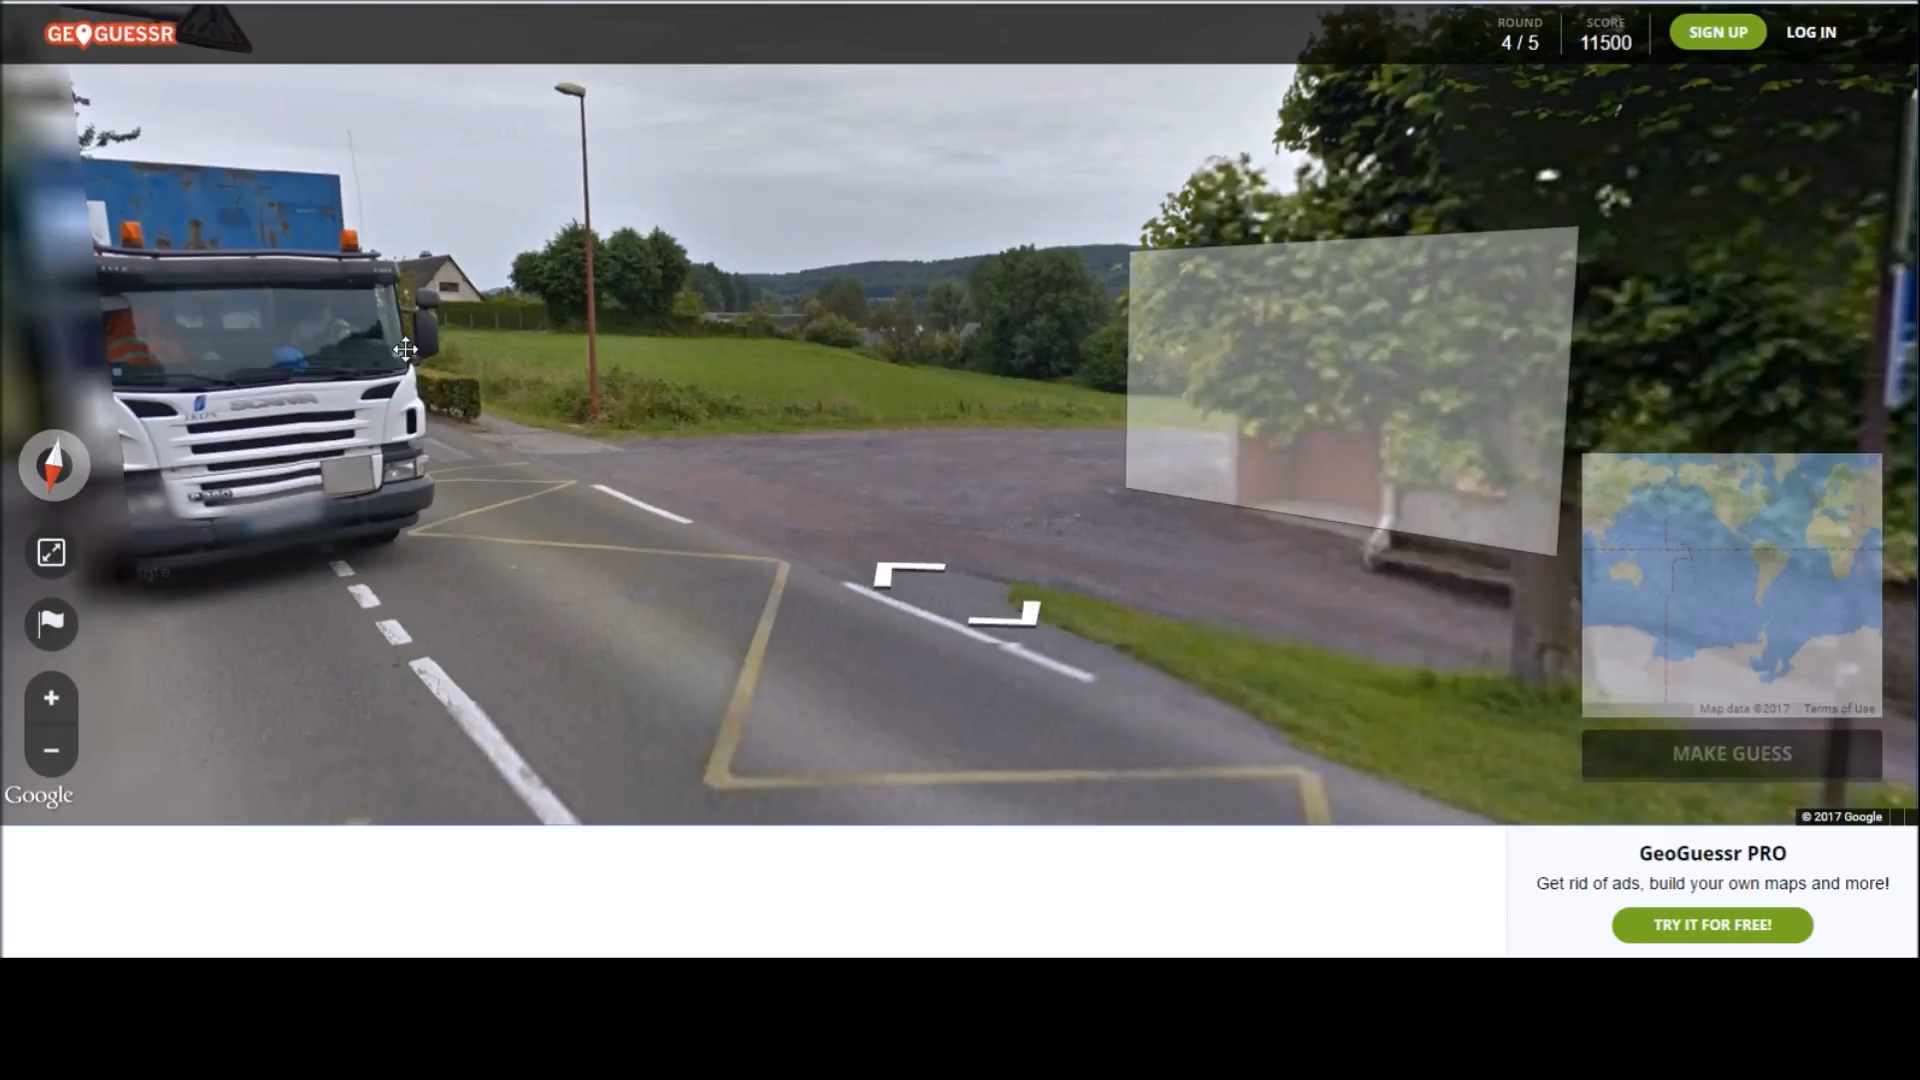 GEOGUESSR
ROUND
4 / 5
SCORE
11500
SIGN UP
LOG IN
SCANIA
IKOS
Google
Map data ©2017
Terms of Use
MAKE GUESS
© 2017 Google
GeoGuessr PRO
Get rid of ads, build your own maps and more!
TRY IT FOR FREE!